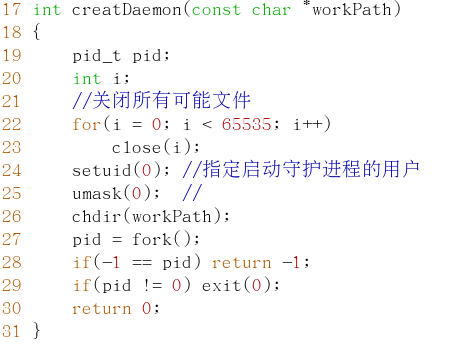 17 int creatDaemon(const char *workPath)
18 {
19     pid_t pid;
20     int i;
21     //关闭所有可能文件
22     for(i = 0; i < 65535; i++)
23         close(i);
24     setuid(0); //指定启动守护进程的用户
25     umask(0);  //
26     chdir(workPath);
27     pid = fork();
28     if(-1 == pid) return -1;
29     if(pid != 0) exit(0);
30     return 0;
31 }